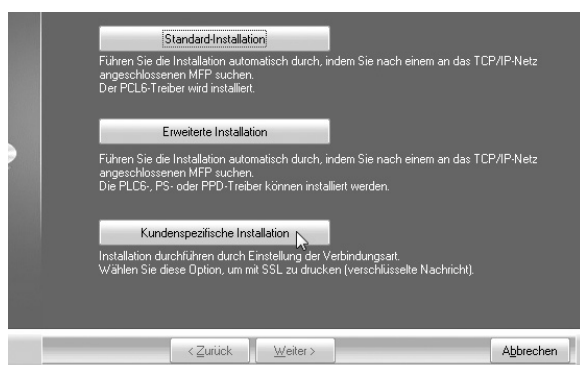 Standard-Installation
Führen Sie die Installation automatisch durch, indem Sie nach einem an das TCP/IP-Netz
angeschlossenen MFP suchen.
Der PCL6-Treiber wird installiert.
Erweiterte Installation
Führen Sie die Installation automatisch durch, indem Sie nach einem an das TCP/IP-Netz
angeschlossenen MFP suchen.
Die PLC6-, PS- oder PPD-Treiber können installiert werden.
Kundenspezifische Installation
Installation durchführen durch Einstellung der Verbindungsart.
Wählen Sie diese Option, um mit SSL zu drucken (verschlüsselte Nachricht).
< Zurück Weiter > Abbrechen